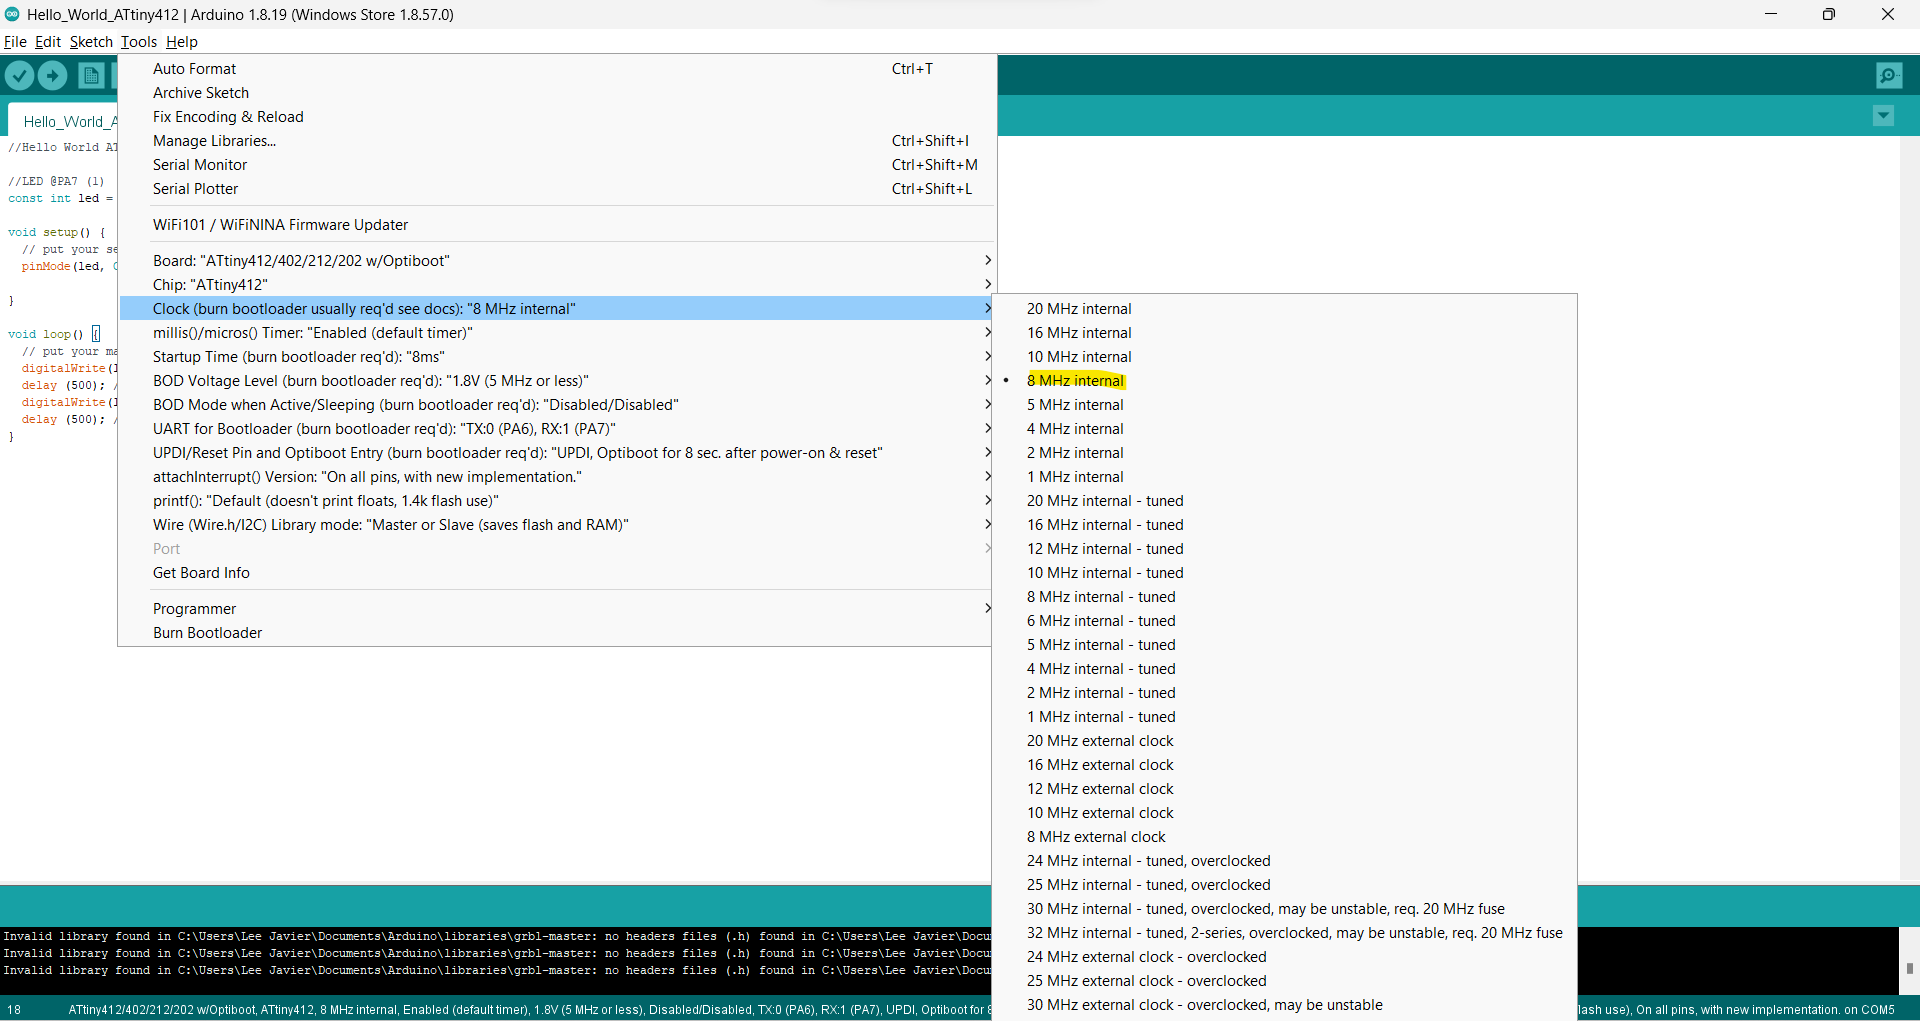 Hello_World_ATtiny412 | Arduino 1.8.19 (Windows Store 1.8.57.0)
File Edit Sketch Tools Help
Hello_World_A
//Hello World AT
//LED @PA7 (1)
const int led =
void setup() {
// put your se
pinMode(led, O
}
void loop() {
// put your ma
digitalWrite(l
delay (500); /
digitalWrite(l
delay (500); /
}
Auto Format Ctrl+T
Archive Sketch
Fix Encoding & Reload
Manage Libraries... Ctrl+Shift+I
Serial Monitor Ctrl+Shift+M
Serial Plotter Ctrl+Shift+L
WiFi101 / WiFiNINA Firmware Updater
Board: "ATtiny412/402/212/202 w/Optiboot"
Chip: "ATtiny412"
Clock (burn bootloader usually req'd see docs): "8 MHz internal"
millis()/micros() Timer: "Enabled (default timer)"
Startup Time (burn bootloader req'd): "8ms"
BOD Voltage Level (burn bootloader req'd): "1.8V (5 MHz or less)"
BOD Mode when Active/Sleeping (burn bootloader req'd): "Disabled/Disabled"
UART for Bootloader (burn bootloader req'd): "TX:0 (PA6), RX:1 (PA7)"
UPDI/Reset Pin and Optiboot Entry (burn bootloader req'd): "UPDI, Optiboot for 8 sec. after power-on & reset"
attachInterrupt() Version: "On all pins, with new implementation."
printf(): "Default (doesn't print floats, 1.4k flash use)"
Wire (Wire.h/I2C) Library mode: "Master or Slave (saves flash and RAM)"
Port
Get Board Info
Programmer
Burn Bootloader
20 MHz internal
16 MHz internal
10 MHz internal
• 8 MHz internal
5 MHz internal
4 MHz internal
2 MHz internal
1 MHz internal
20 MHz internal - tuned
16 MHz internal - tuned
12 MHz internal - tuned
10 MHz internal - tuned
8 MHz internal - tuned
6 MHz internal - tuned
5 MHz internal - tuned
4 MHz internal - tuned
2 MHz internal - tuned
1 MHz internal - tuned
20 MHz external clock
16 MHz external clock
12 MHz external clock
10 MHz external clock
8 MHz external clock
24 MHz internal - tuned, overclocked
25 MHz internal - tuned, overclocked
30 MHz internal - tuned, overclocked, may be unstable, req. 20 MHz fuse
32 MHz internal - tuned, 2-series, overclocked, may be unstable, req. 20 MHz fuse
24 MHz external clock - overclocked
25 MHz external clock - overclocked
30 MHz external clock - overclocked, may be unstable
Invalid library found in C:\Users\Lee Javier\Documents\Arduino\libraries\grbl-master: no headers files (.h) found in C:\Users\Lee Javier\Docu
Invalid library found in C:\Users\Lee Javier\Documents\Arduino\libraries\grbl-master: no headers files (.h) found in C:\Users\Lee Javier\Docu
Invalid library found in C:\Users\Lee Javier\Documents\Arduino\libraries\grbl-master: no headers files (.h) found in C:\Users\Lee Javier\Docu
18 ATtiny412/402/212/202 w/Optiboot, ATtiny412, 8 MHz internal, Enabled (default timer), 1.8V (5 MHz or less), Disabled/Disabled, TX:0 (PA6), RX:1 (PA7), UPDI, Optiboot for 8 lash use), On all pins, with new implementation. on COM5